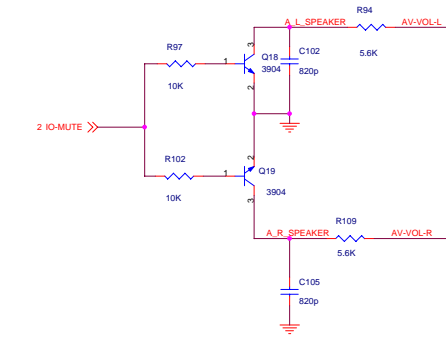 R94
A_L_SPEAKER
AV-VOL-L
5.6K
R97
3
Q18
C102
1
3904
820p
10K
2
2 IO-MUTE
R102
2
Q19
1
3904
10K
3
R109
A_R_SPEAKER
AV-VOL-R
5.6K
C105
820p